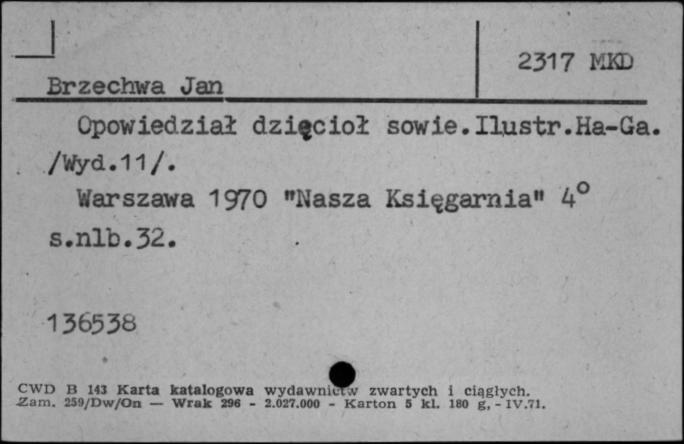 2317 MKD
Brzechwa Jan
Opowiedział dzięcioł sowie.Ilustr.Ha-Ga.
/Wyd.11/.
Warszawa 1970 "Nasza Księgarnia" 4°
s.nlb.32.
136538
CWD B 143 Karta katalogowa wydawnictw zwartych i ciągłych.
Zam. 259/Dw/On — Wrak 296 - 2.027.000 - Karton 5 kl. 180 g, - IV.71.